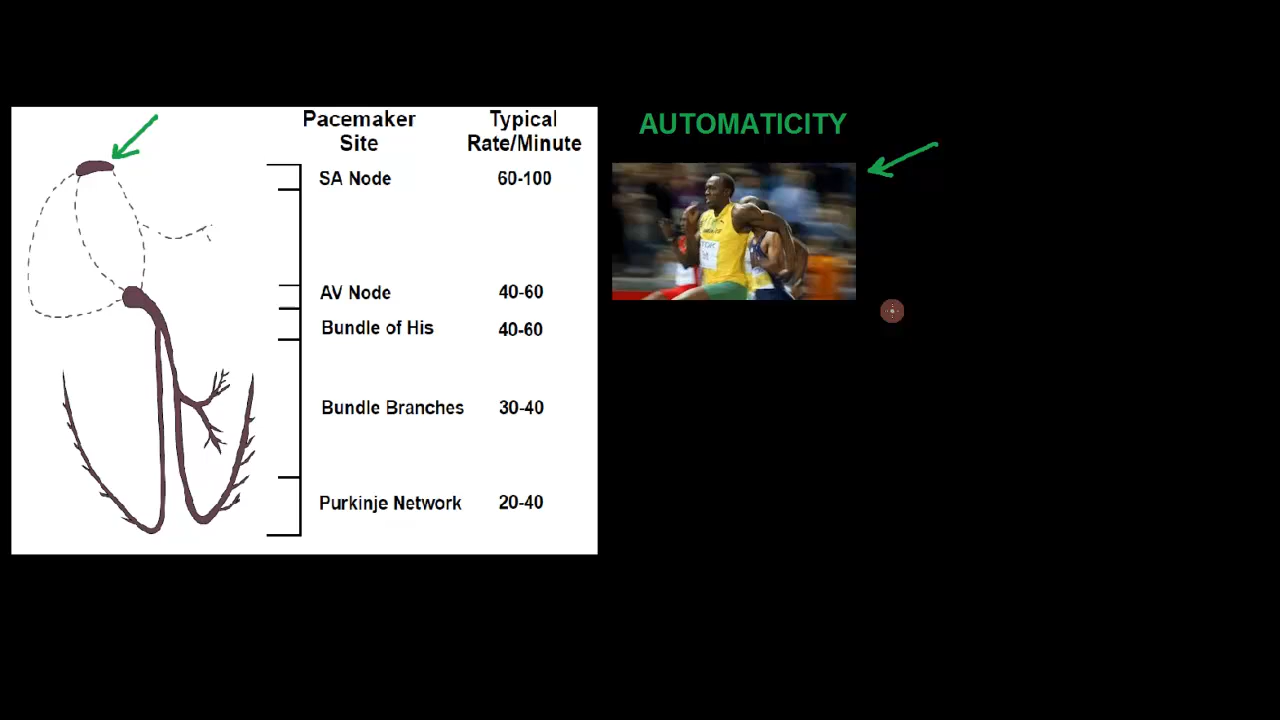 Pacemaker Site
Typical Rate/Minute
SA Node 60-100
AV Node 40-60
Bundle of His 40-60
Bundle Branches 30-40
Purkinje Network 20-40
AUTOMATICITY